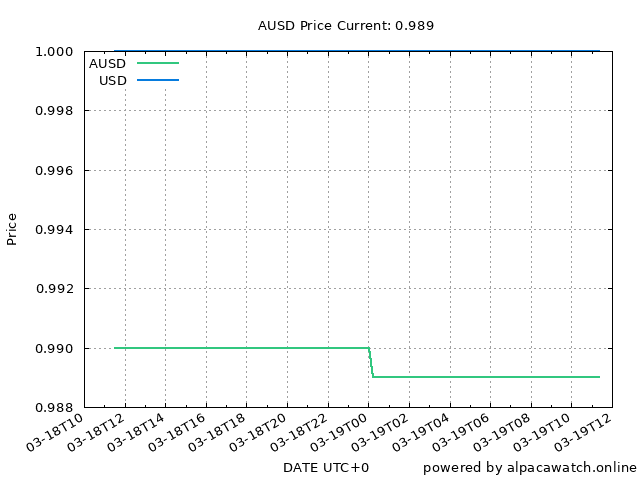 AUSD Price Current: 0.989
1.000
0.998
0.996
0.994
0.992
0.990
0.988
Price
AUSD
USD
03-18T10
03-18T12
03-18T14
03-18T16
03-18T18
03-18T20
03-18T22
03-19T00
03-19T02
03-19T04
03-19T06
03-19T08
03-19T10
03-19T12
DATE UTC+0
powered by alpacawatch.online